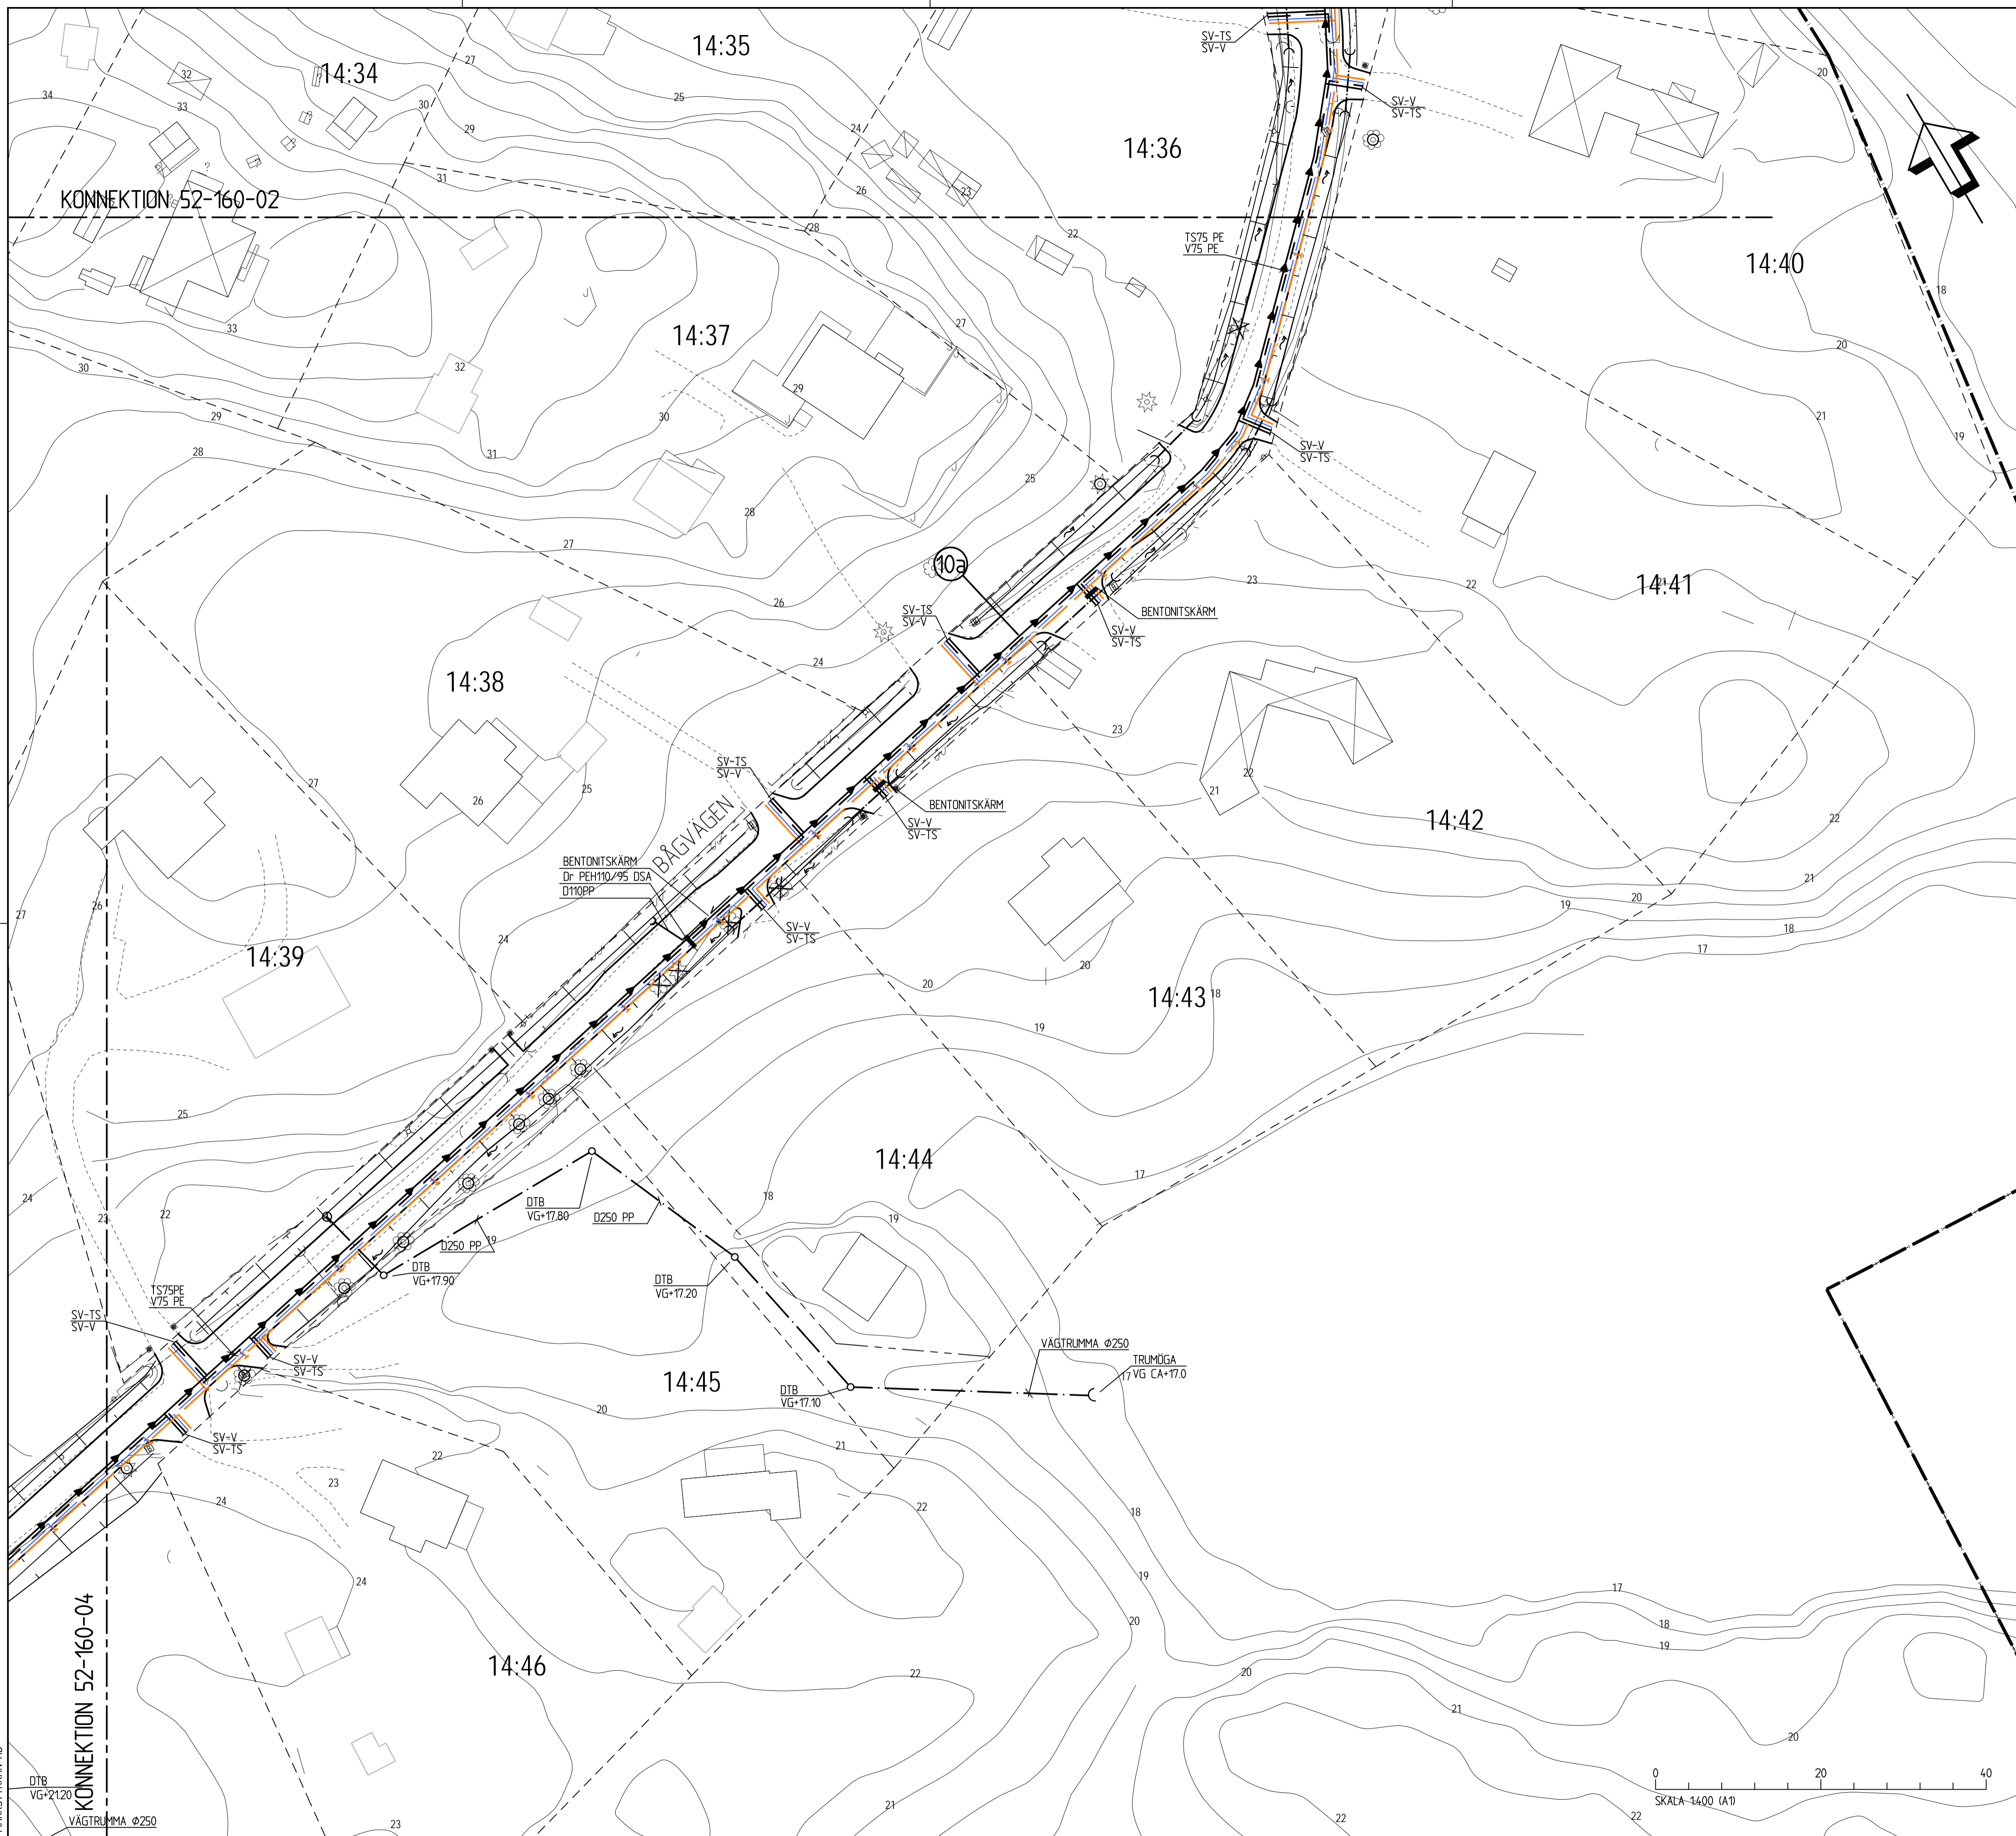 14:35
SV-TS
SV-V
14:34
SV-V
SV-TS
14:36
KONNEKTION 52-160-02
TS75 PE
V75 PE
14:40
14:37
SV-V
SV-TS
10a
14:41
BENTONITSKÄRM
SV-TS
SV-V
SV-V
SV-TS
14:38
SV-TS
SV-V
BENTONITSKÄRM
14:42
SV-V
SV-TS
BÅGVÄGEN
BENTONITSKÄRM
Dr PEH110/95 DSA
D110PP
SV-V
SV-TS
14:39
14:43
14:44
DTB
VG+17.80
D250 PP
D250 PP
DTB
VG+17.90
DTB
VG+17.20
TS75PE
V75 PE
SV-TS
SV-V
VÄGTRUMMA Ø250
TRUMÖGA
VG CA+17.0
SV-V
SV-TS
14:45
DTB
VG+17.10
SV-V
SV-TS
14:46
KONNEKTION 52-160-04
DTB
VG+21.20
VÄGTRUMMA Ø250
0 20 40
SKALA 1:400 (A1)